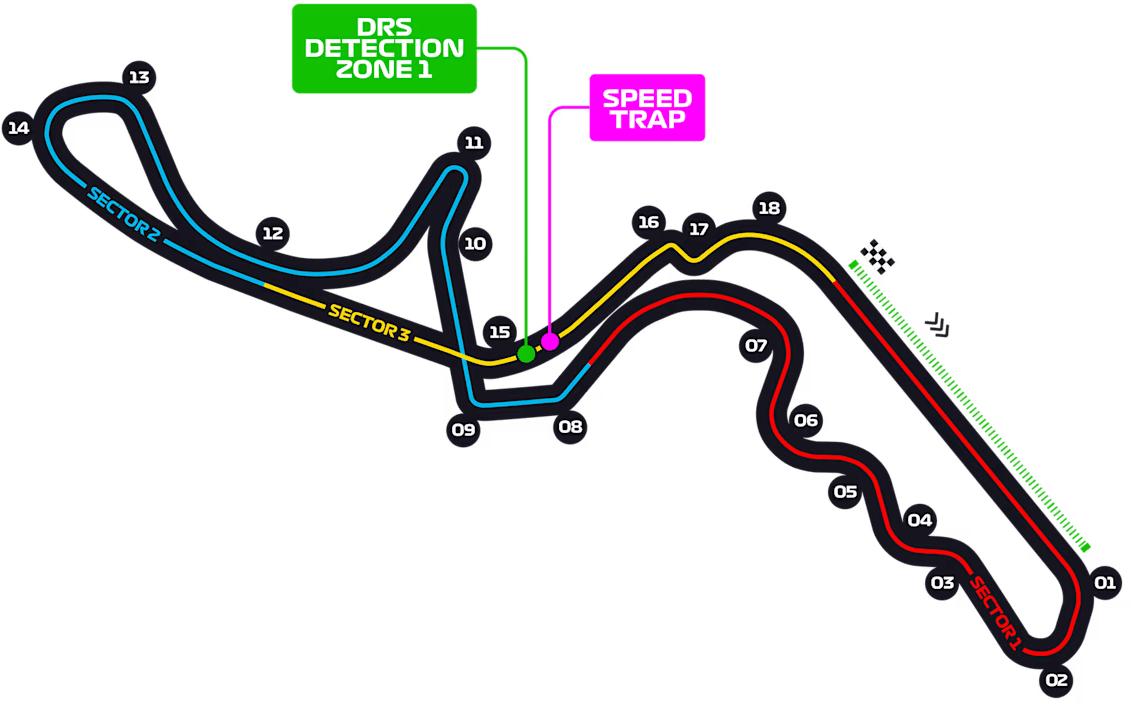 DRS
DETECTION
ZONE 1
SPEED
TRAP
13
14
11
SECTOR 2
12
10
16
17
18
SECTOR 3
15
07
09
08
06
05
04
03
SECTOR 1
01
02